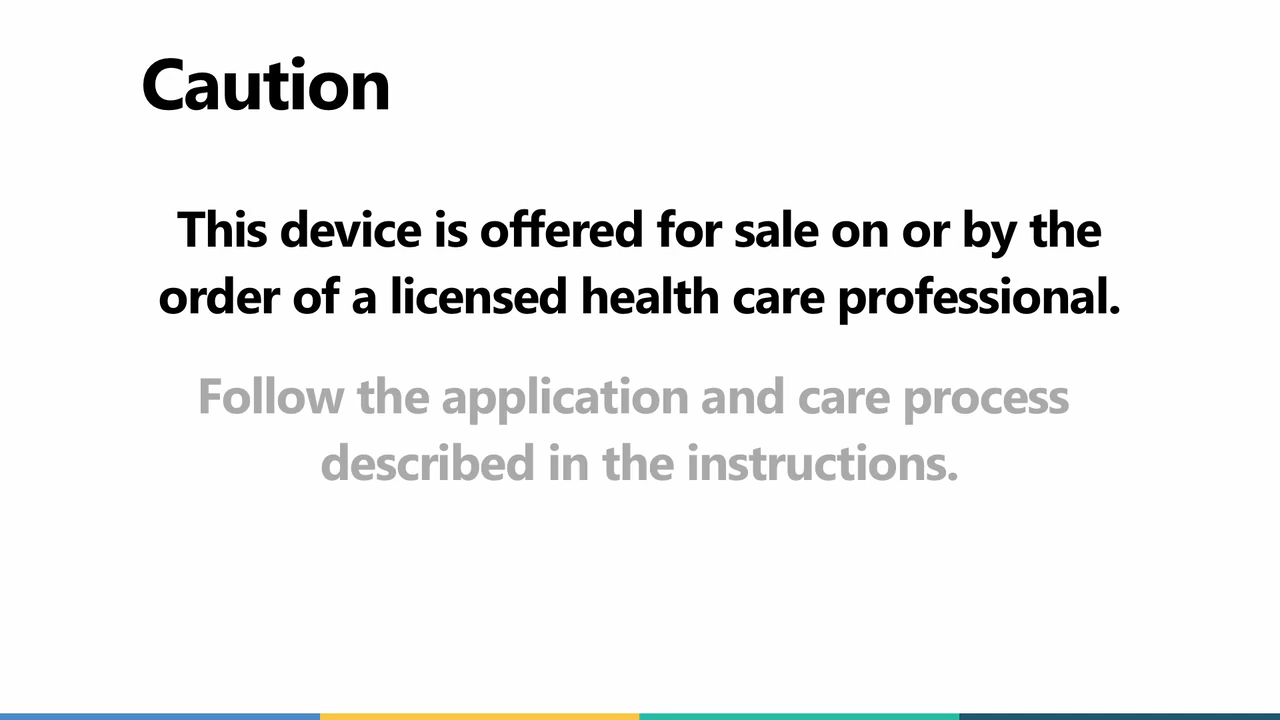 Caution
This device is offered for sale on or by the
order of a licensed health care professional.
Follow the application and care process
described in the instructions.